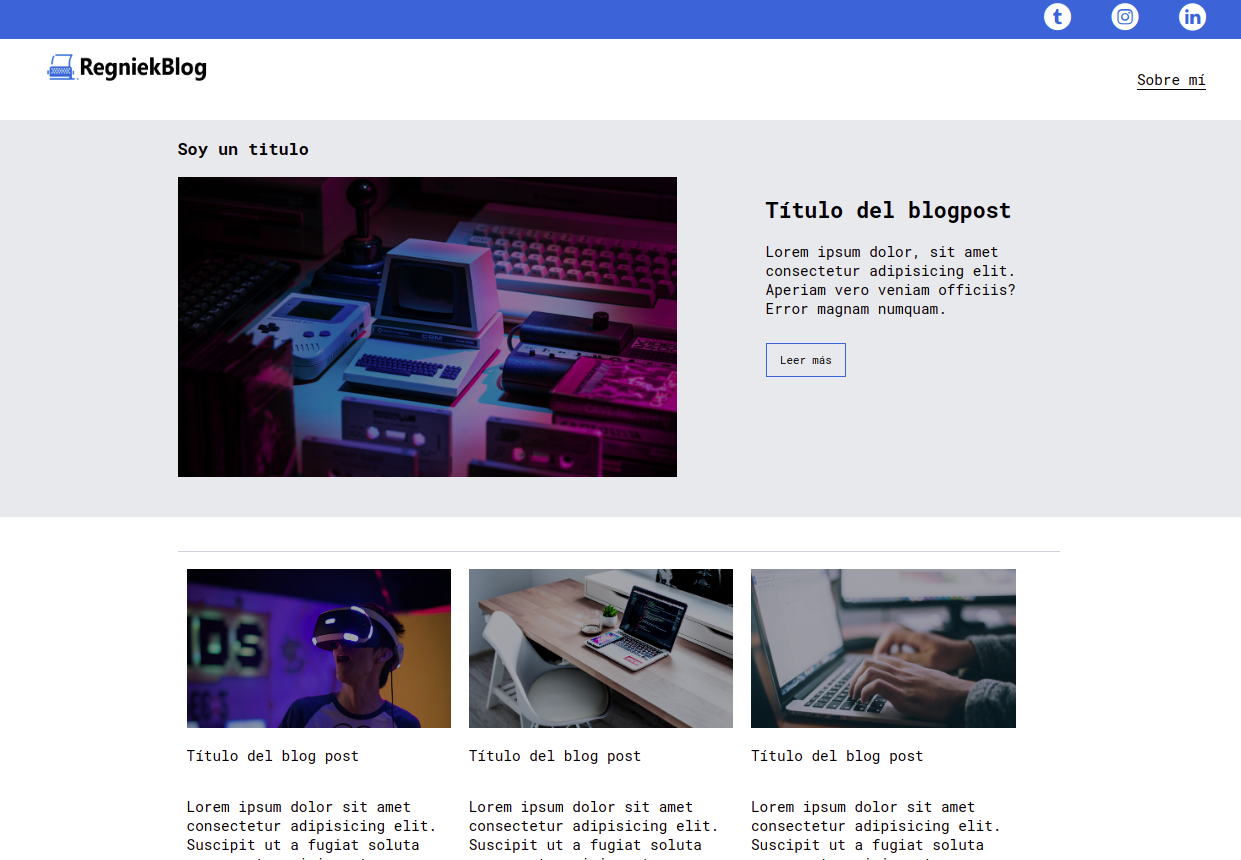 RegniekBlog
Sobre mí
Soy un titulo
Título del blogpost
Lorem ipsum dolor, sit amet
consectetur adipisicing elit.
Aperiam vero veniam officiis?
Error magnam numquam.
Leer más
Título del blog post
Lorem ipsum dolor sit amet
consectetur adipisicing elit.
Suscipit ut a fugiat soluta
Título del blog post
Lorem ipsum dolor sit amet
consectetur adipisicing elit.
Suscipit ut a fugiat soluta
Título del blog post
Lorem ipsum dolor sit amet
consectetur adipisicing elit.
Suscipit ut a fugiat soluta